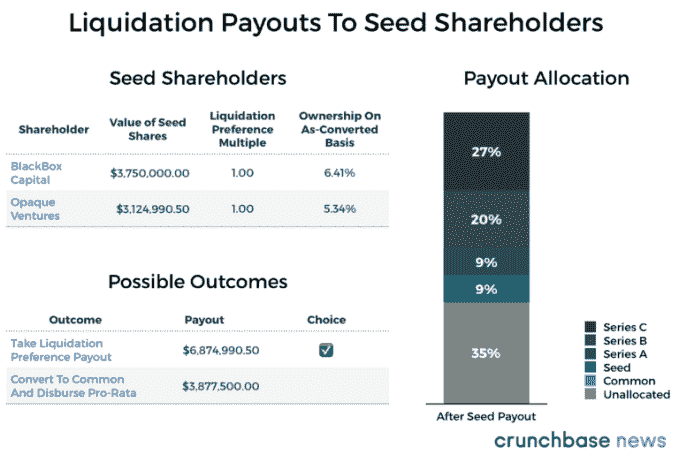 Liquidation Payouts To Seed Shareholders
Seed Shareholders
Shareholder
Value of Seed
Shares
Liquidation
Preference
Multiple
Ownership On
As-Converted
Basis
BlackBox
Capital
$3,750,000.00
1.00
6.41%
Opaque
Ventures
$3,124,990.50
1.00
5.34%
Possible Outcomes
Outcome
Payout
Choice
Take Liquidation
Preference Payout
$6,874,990.50
Convert To Common
And Disburse Pro-Rata
$3,877,500.00
Payout Allocation
27%
20%
9%
9%
35%
After Seed Payout
Series C
Series B
Series A
Seed
Common
Unallocated
crunchbase news